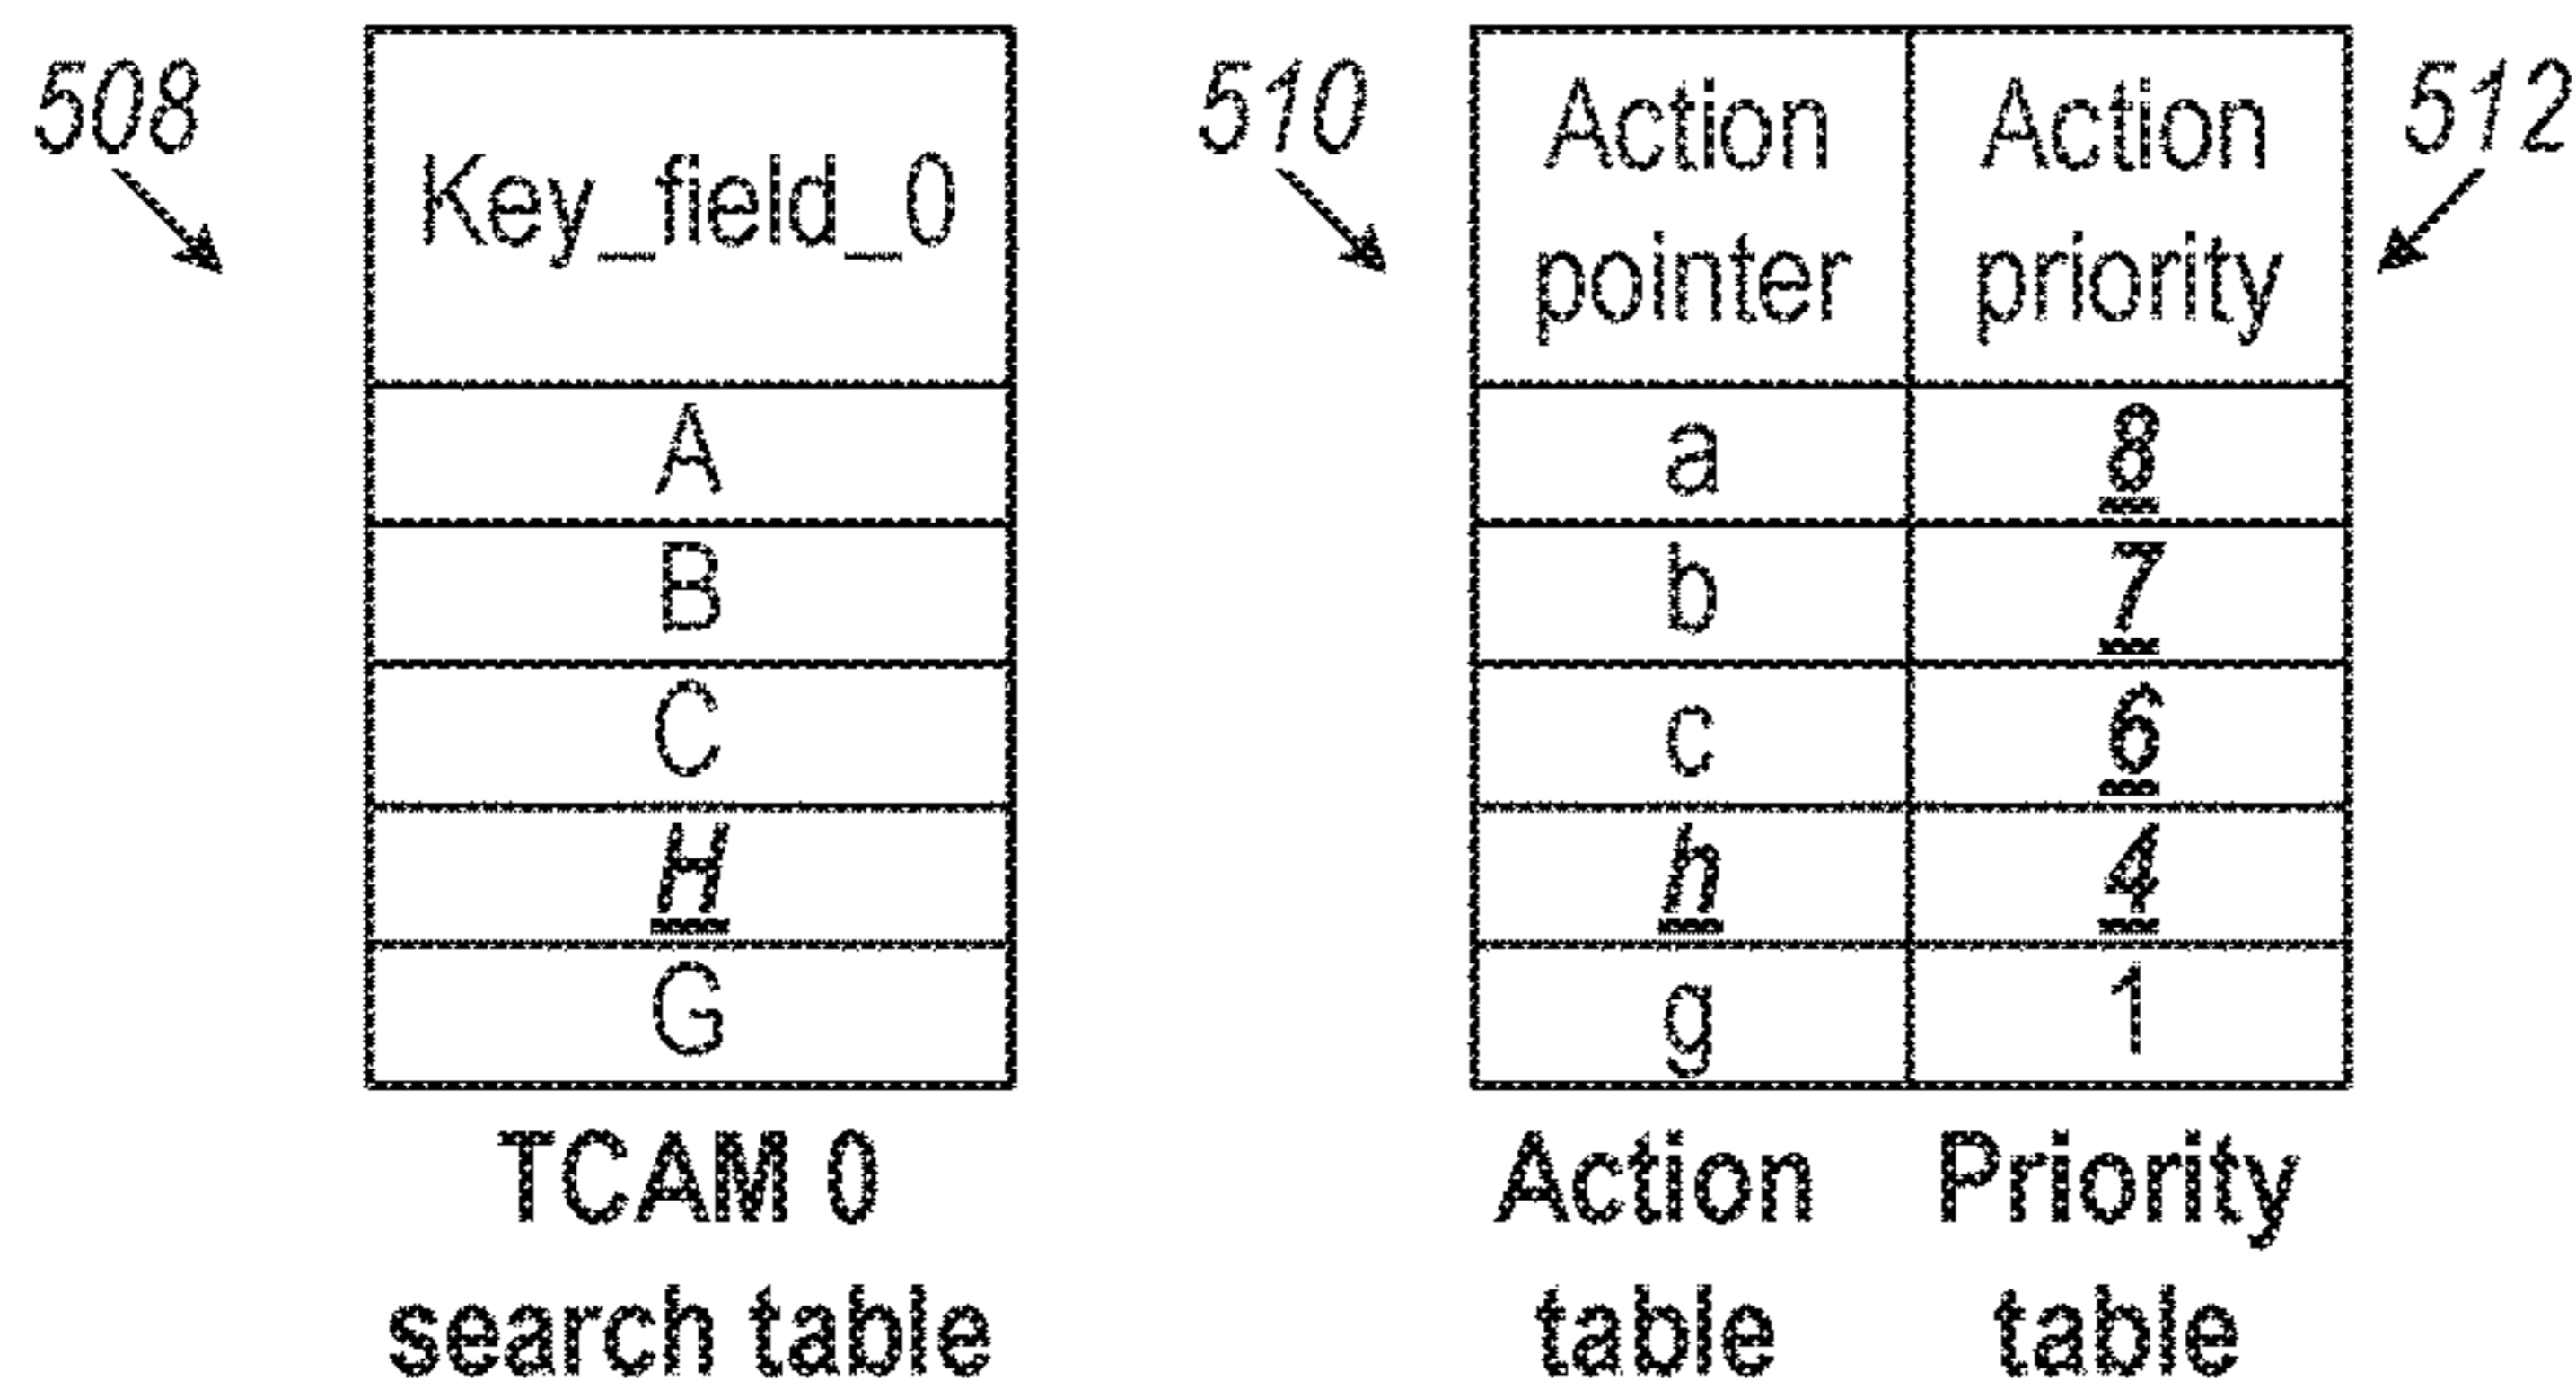 508
Key_field_0
A
B
C
H
G
TCAM 0
search table
510
512
Action pointer
Action priority
a 8
b 7
c 6
h 4
g 1
Action table
Priority table